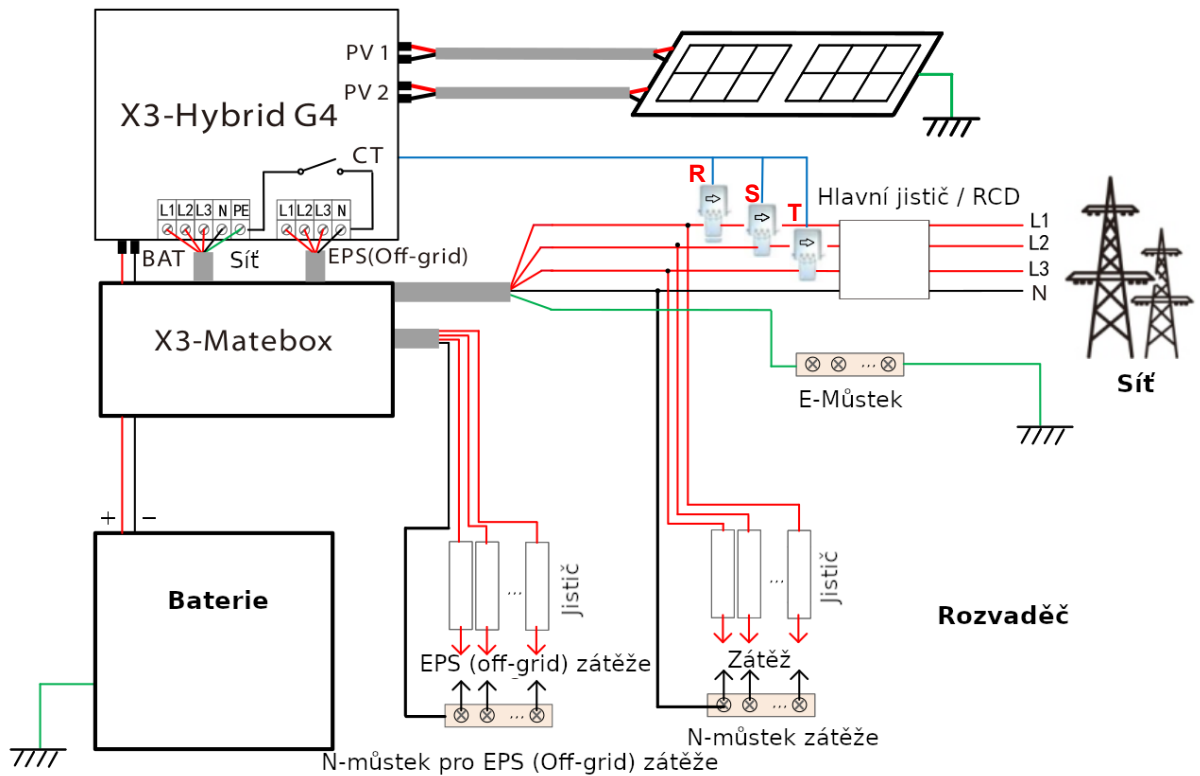 PV 1
PV 2
X3-Hybrid G4
CT
R
S
T
Hlavní jistič / RCD
L1 L2 L3 N PE
L1 L2 L3 N
L1
L2
L3
N
BAT
Síť
EPS(Off-grid)
X3-Matebox
Síť
...
E-Můstek
+
−
Baterie
...
Jistič
...
Jistič
Rozvaděč
EPS (off-grid) zátěže
Zátěž
...
...
N-můstek zátěže
N-můstek pro EPS (Off-grid) zátěže